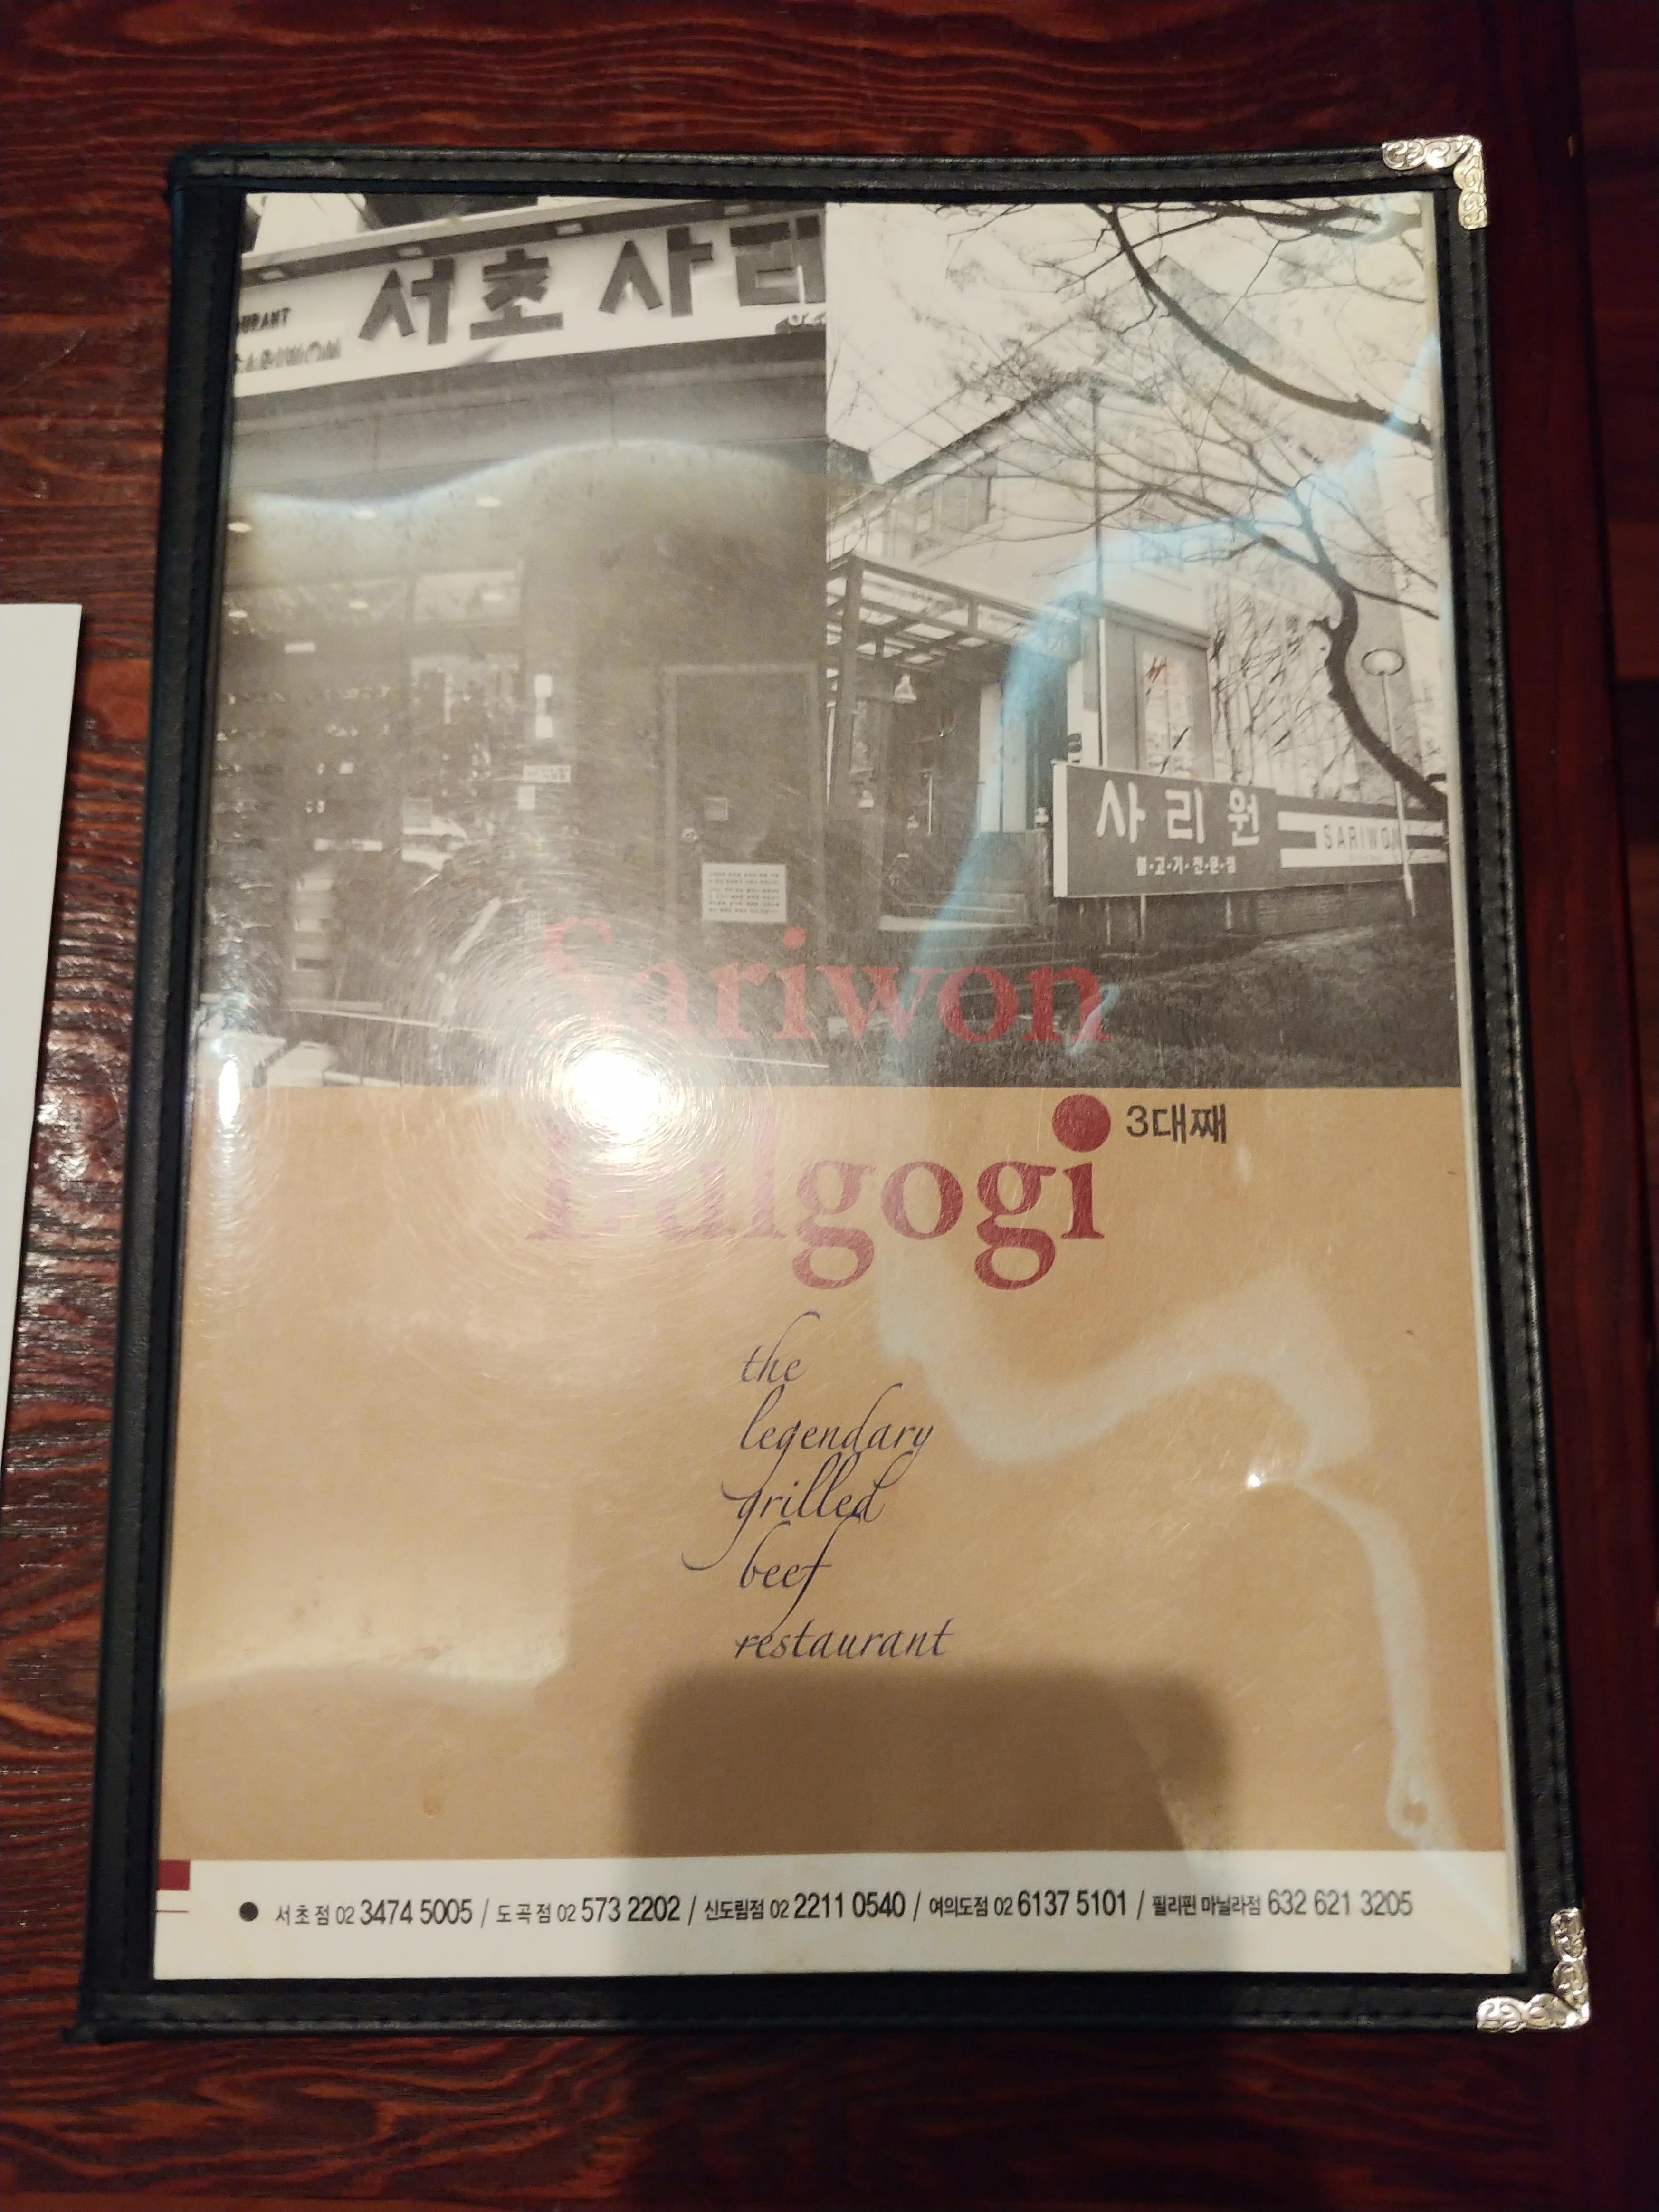 서초 사리
URANT
SARIWON
사리원
불·고·기·전·문·점
SARIWON
Sariwon
Bulgogi 3대째
the
legendary
grilled
beef
restaurant
● 서초점 02 3474 5005 / 도곡점 02 573 2202 / 신도림점 02 2211 0540 / 여의도점 02 6137 5101 / 필리핀 마닐라점 632 621 3205